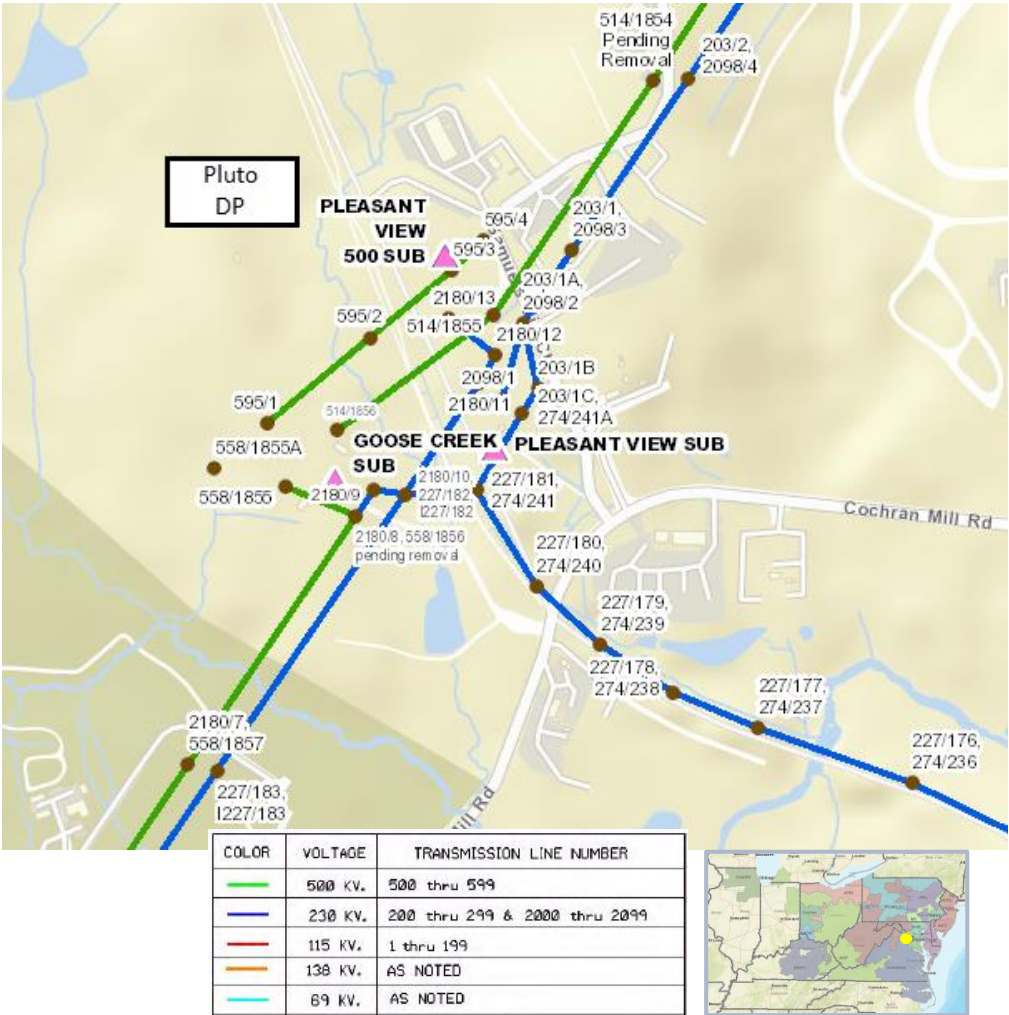 514/1854
Pending
Removal
203/2,
2098/4
Pluto
DP
PLEASANT
VIEW
500 SUB
595/4
595/3
203/1,
2098/3
203/1A,
2098/2
2180/13
595/2
514/1855
2180/12
2098/1
203/1B
2180/11
203/1C,
274/241A
595/1
514/1856
558/1855A
GOOSE CREEK
SUB
PLEASANT VIEW SUB
558/1855
2180/9
2180/10,
227/182,
I227/182
227/181,
274/241
2180/8, 558/1856
pending removal
Cochran Mill Rd
227/180,
274/240
227/179,
274/239
227/178,
274/238
227/177,
274/237
2180/7,
558/1857
227/176,
274/236
227/183,
I227/183
Mill Rd
COLOR VOLTAGE TRANSMISSION LINE NUMBER
500 KV. 500 thru 599
230 KV. 200 thru 299 & 2000 thru 2099
115 KV. 1 thru 199
138 KV. AS NOTED
69 KV. AS NOTED